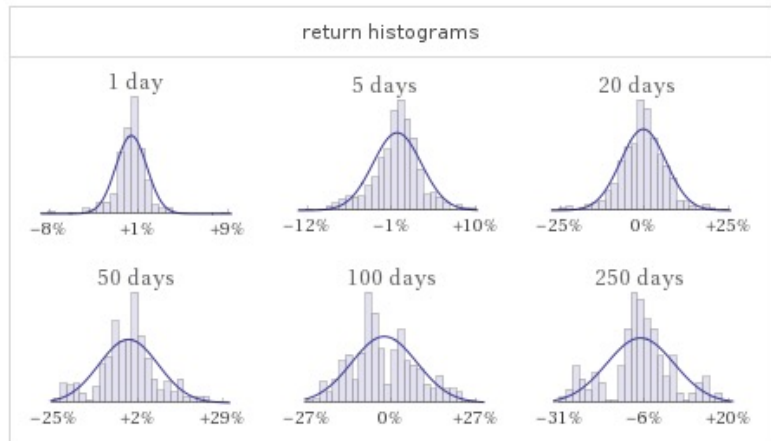 return histograms
1 day 5 days 20 days
−8% +1% +9% −12% −1% +10% −25% 0% +25%
50 days 100 days 250 days
−25% +2% +29% −27% 0% +27% −31% −6% +20%